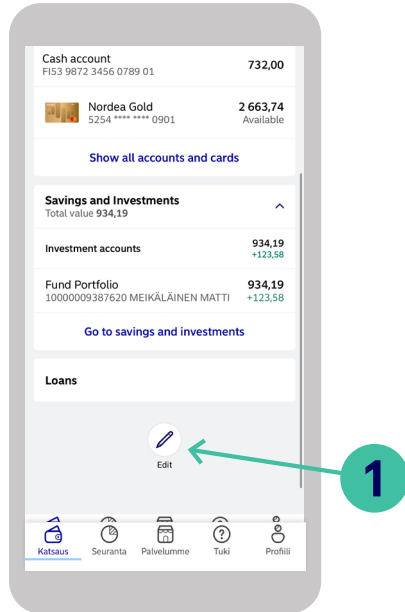 Cash account 732,00
FI53 9872 3456 0789 01
Nordea Gold 2 663,74
5254 **** **** 0901 Available
Show all accounts and cards
Savings and Investments
Total value 934,19
Investment accounts 934,19
+123,58
Fund Portfolio 934,19
10000009387620 MEIKÄLÄINEN MATTI +123,58
Go to savings and investments
Loans
Edit
1
Katsaus Seuranta Palvelumme Tuki Profiili